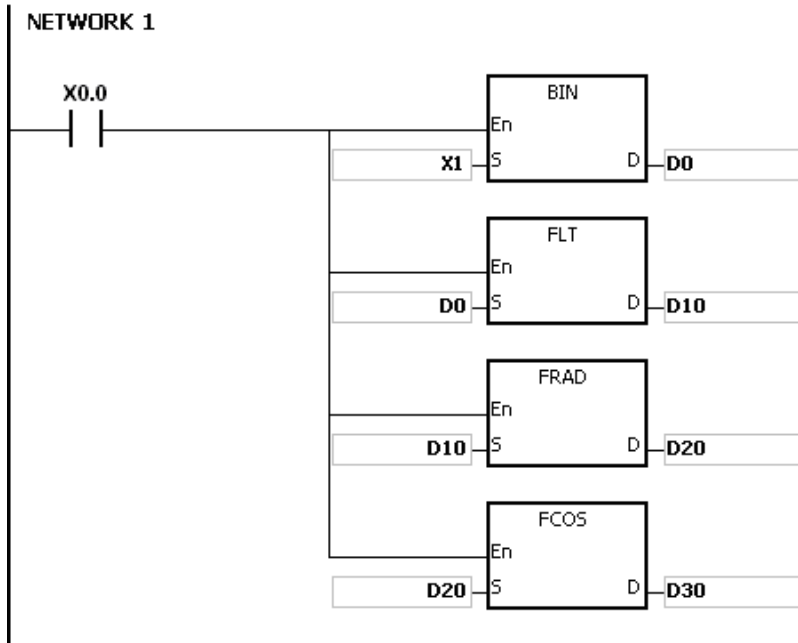 NETWORK 1
X0.0
BIN
En
X1 S D D0
FLT
En
D0 S D D10
FRAD
En
D10 S D D20
FCOS
En
D20 S D D30